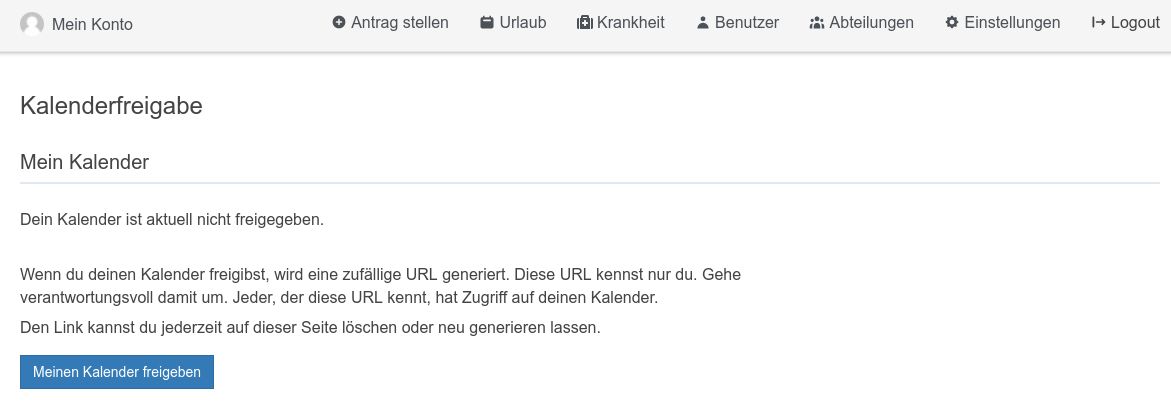 Mein Konto Antrag stellen Urlaub Krankheit Benutzer Abteilungen Einstellungen Logout
Kalenderfreigabe
Mein Kalender
Dein Kalender ist aktuell nicht freigegeben.
Wenn du deinen Kalender freigibst, wird eine zufällige URL generiert. Diese URL kennst nur du. Gehe
verantwortungsvoll damit um. Jeder, der diese URL kennt, hat Zugriff auf deinen Kalender.
Den Link kannst du jederzeit auf dieser Seite löschen oder neu generieren lassen.
Meinen Kalender freigeben